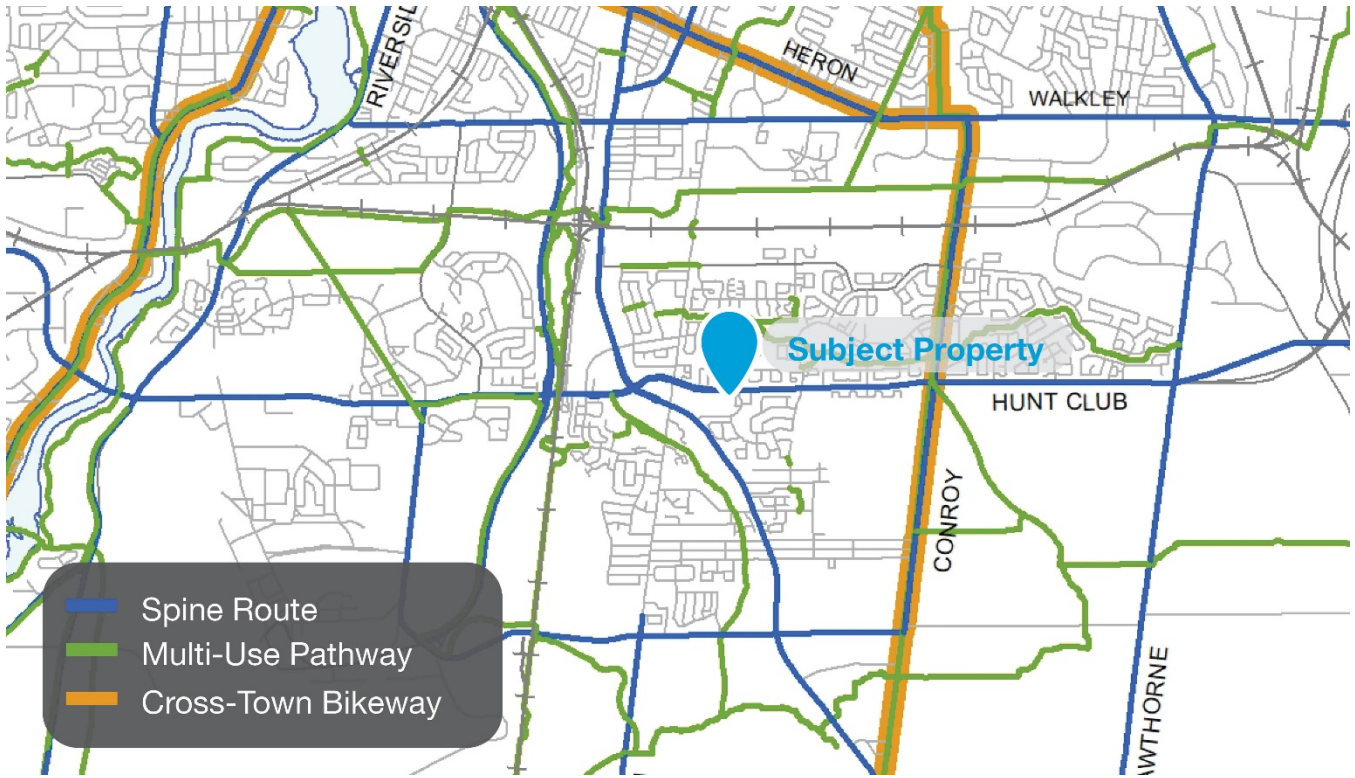 RIVERSI
HERON
WALKLEY
Subject Property
HUNT CLUB
CONROY
AWTHORNE
Spine Route
Multi-Use Pathway
Cross-Town Bikeway